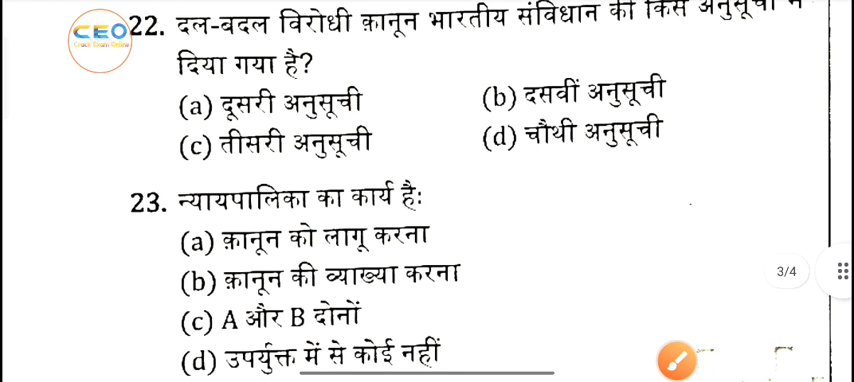 CEO
Crack Exam Online
22. दल-बदल विरोधी क़ानून भारतीय संविधान की किस अनुसूची में
दिया गया है?
(a) दूसरी अनुसूची
(b) दसवीं अनुसूची
(c) तीसरी अनुसूची
(d) चौथी अनुसूची
23. न्यायपालिका का कार्य है:
(a) क़ानून को लागू करना
(b) क़ानून की व्याख्या करना
3/4
(c) A और B दोनों
(d) उपर्युक्त में से कोई नहीं